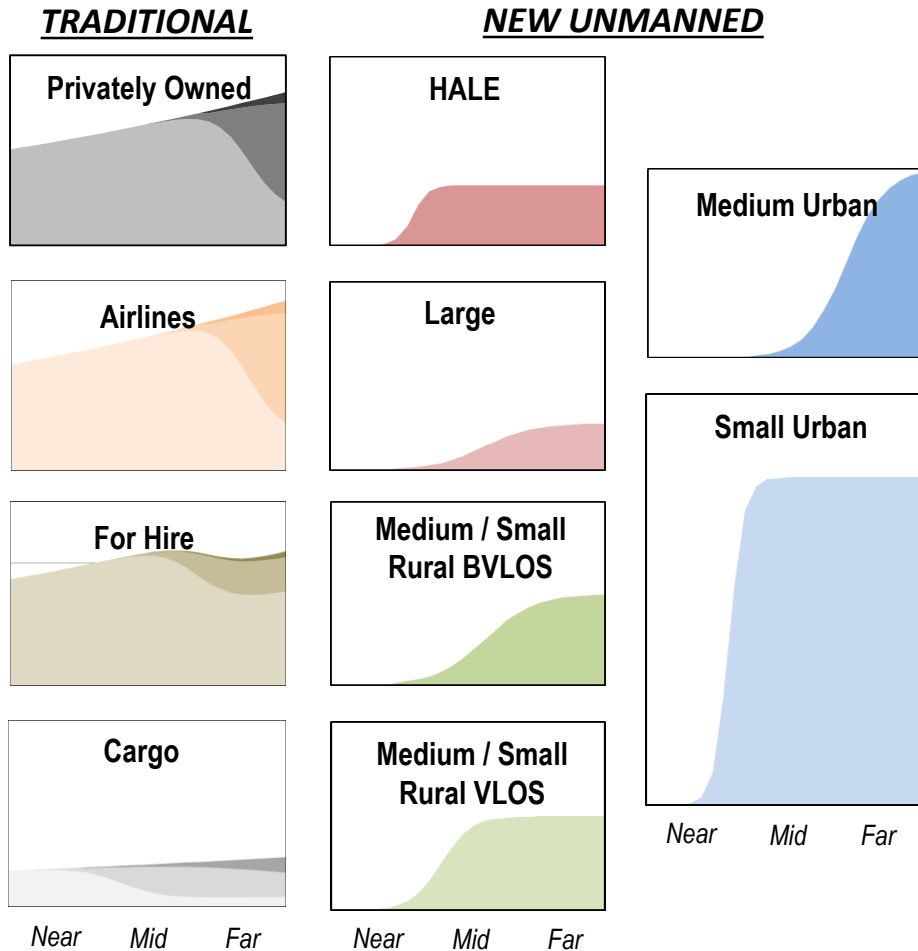 TRADITIONAL
NEW UNMANNED
Privately Owned
HALE
Medium Urban
Airlines
Large
Small Urban
For Hire
Medium / Small
Rural BVLOS
Cargo
Medium / Small
Rural VLOS
Near Mid Far
Near Mid Far
Near Mid Far